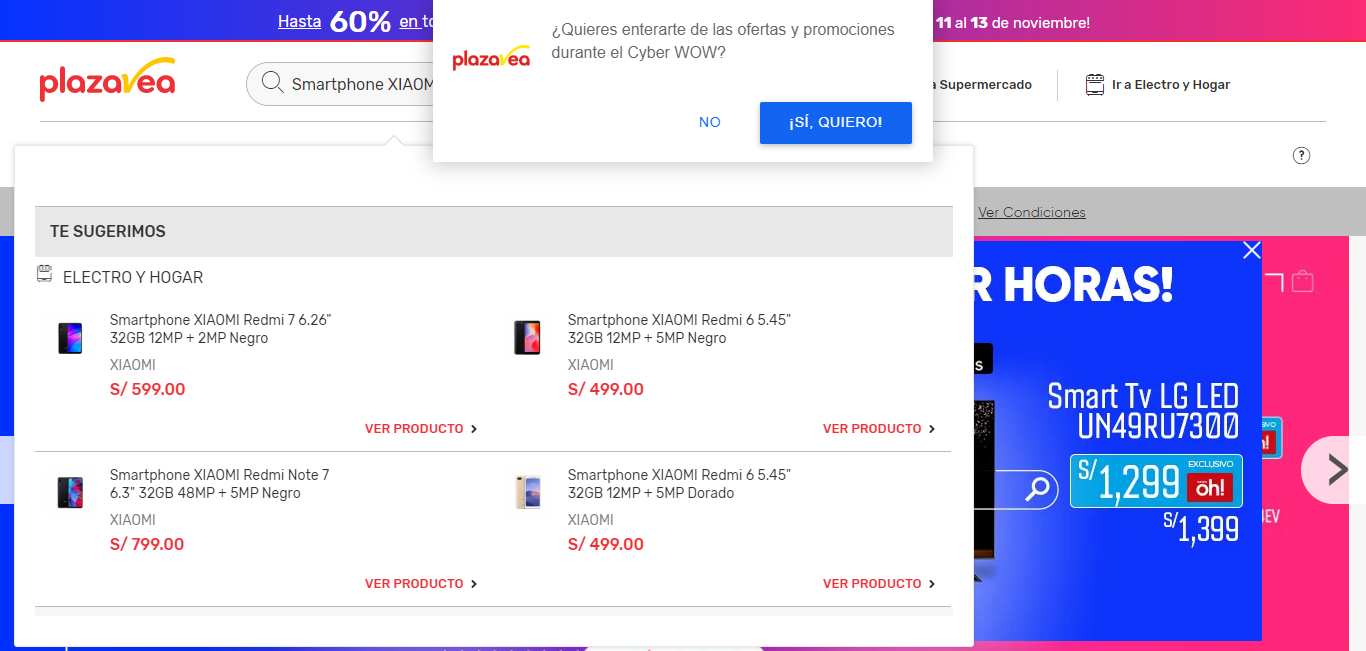 Hasta 60% en
11 al 13 de noviembre!
¿Quieres enterarte de las ofertas y promociones
durante el Cyber WOW?
plazavea
NO
¡SÍ, QUIERO!
plazavea
Smartphone XIAOM
a Supermercado
Ir a Electro y Hogar
?
Ver Condiciones
TE SUGERIMOS
ELECTRO Y HOGAR
Smartphone XIAOMI Redmi 7 6.26"
32GB 12MP + 2MP Negro
XIAOMI
S/ 599.00
VER PRODUCTO
Smartphone XIAOMI Redmi 6 5.45"
32GB 12MP + 5MP Negro
XIAOMI
S/ 499.00
VER PRODUCTO
Smartphone XIAOMI Redmi Note 7
6.3" 32GB 48MP + 5MP Negro
XIAOMI
S/ 799.00
VER PRODUCTO
Smartphone XIAOMI Redmi 6 5.45"
32GB 12MP + 5MP Dorado
XIAOMI
S/ 499.00
VER PRODUCTO
R HORAS!
s
Smart Tv LG LED
UN49RU7300
S/1,299
EXCLUSIVO
oh!
S/1,399